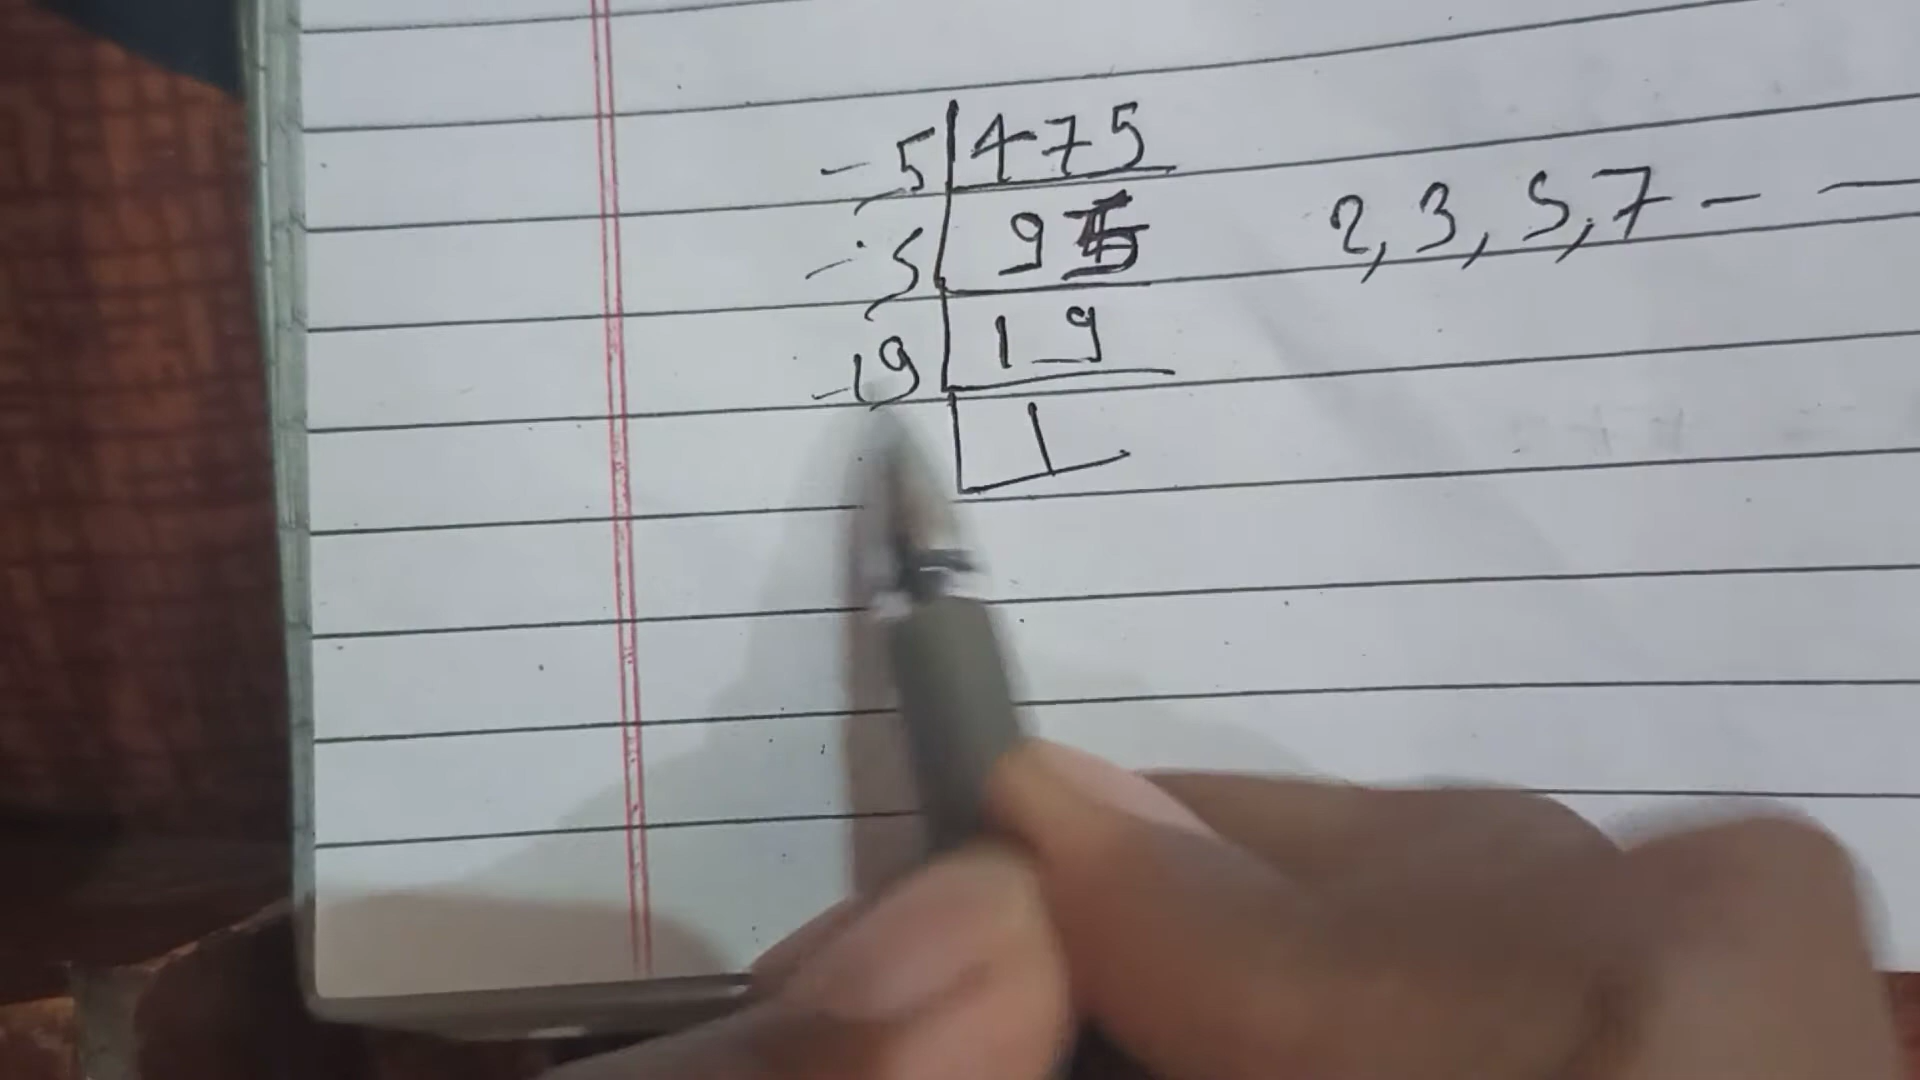 -5 | 475
-5 | 95
2, 3, 5, 7 - -
-19 | 19
1